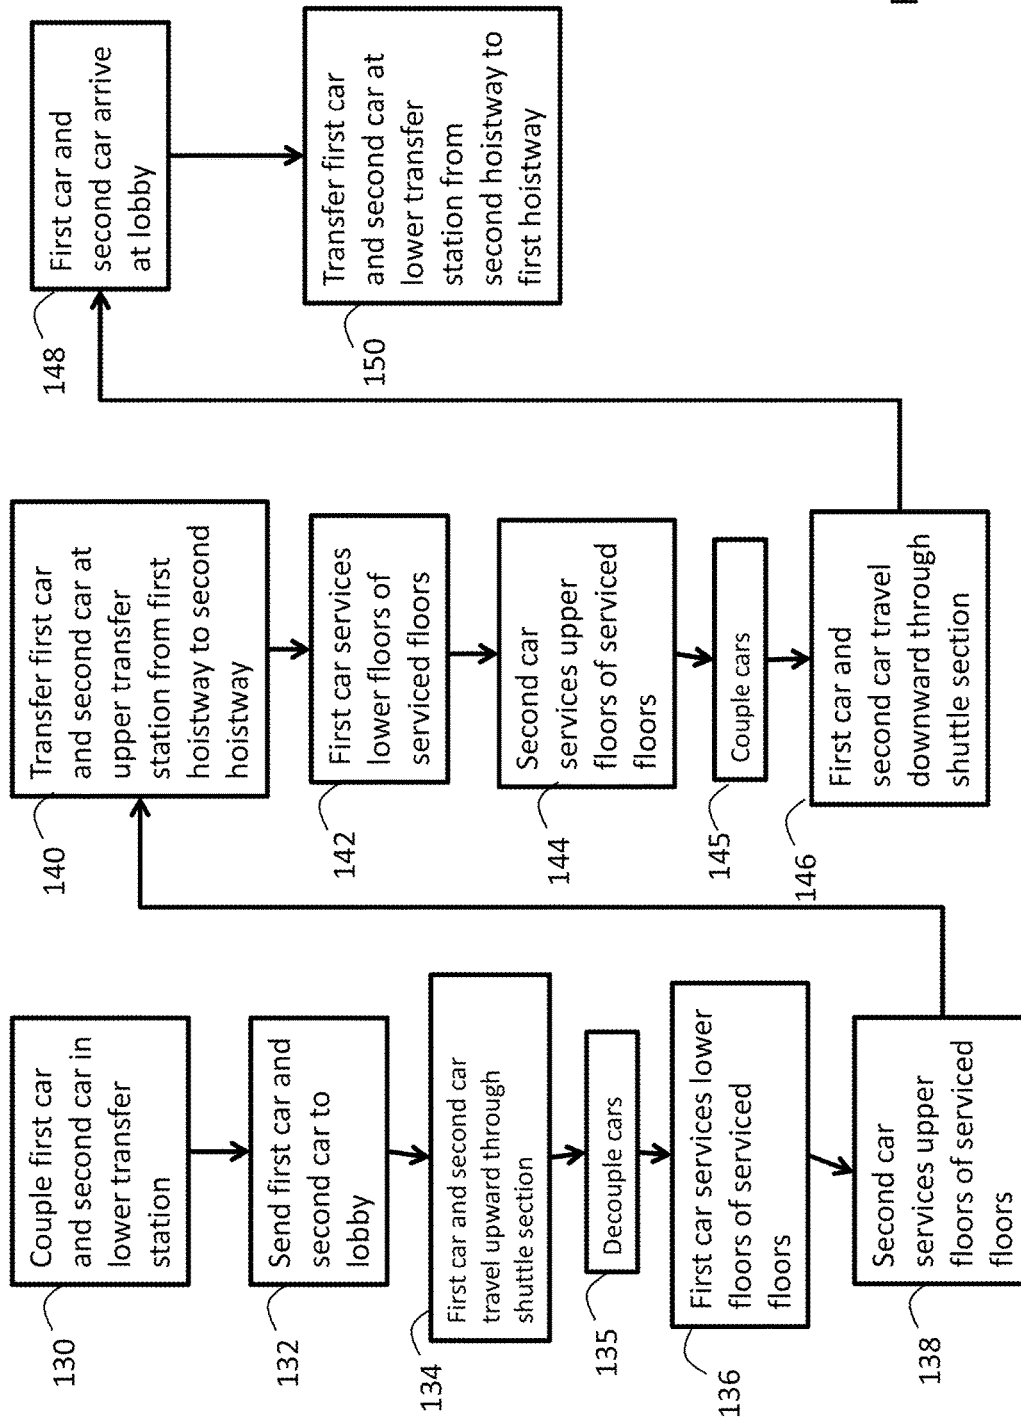 Couple first car
and second car in
lower transfer
station
130
Send first car and
second car to
lobby
132
First car and second car
travel upward through
shuttle section
134
Decouple cars
135
First car services lower
floors of serviced
floors
136
Second car
services upper
floors of serviced
floors
138
Transfer first car
and second car at
upper transfer
station from first
hoistway to second
hoistway
140
First car services
lower floors of
serviced floors
142
Second car
services upper
floors of serviced
floors
144
Couple cars
145
First car and
second car travel
downward through
shuttle section
146
First car and
second car arrive
at lobby
148
Transfer first car
and second car at
lower transfer
station from
second hoistway to
first hoistway
150